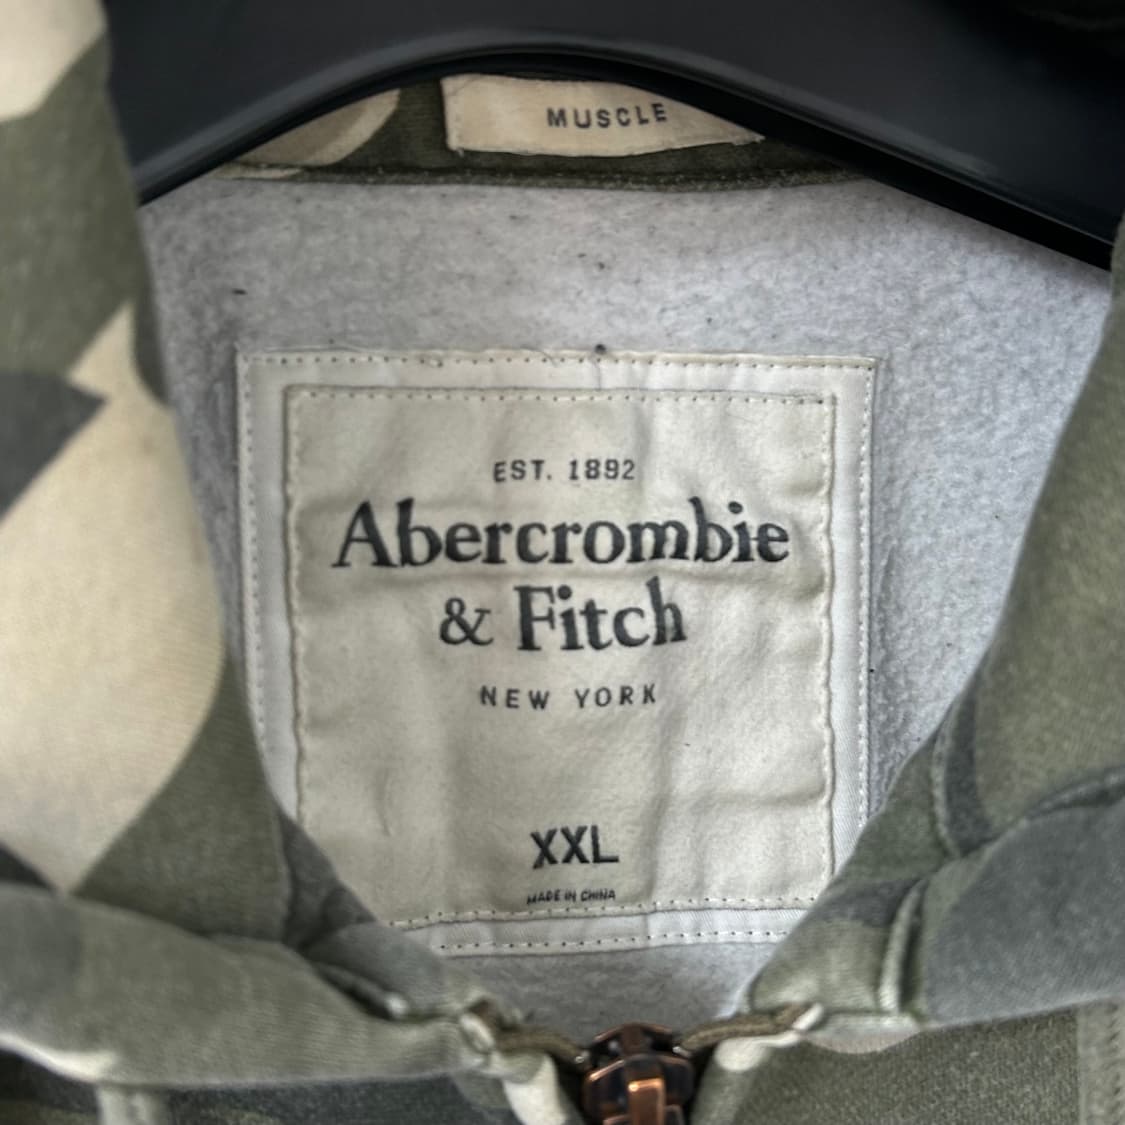 MUSCLE
EST. 1892
Abercrombie
& Fitch
NEW YORK
XXL
MADE IN CHINA